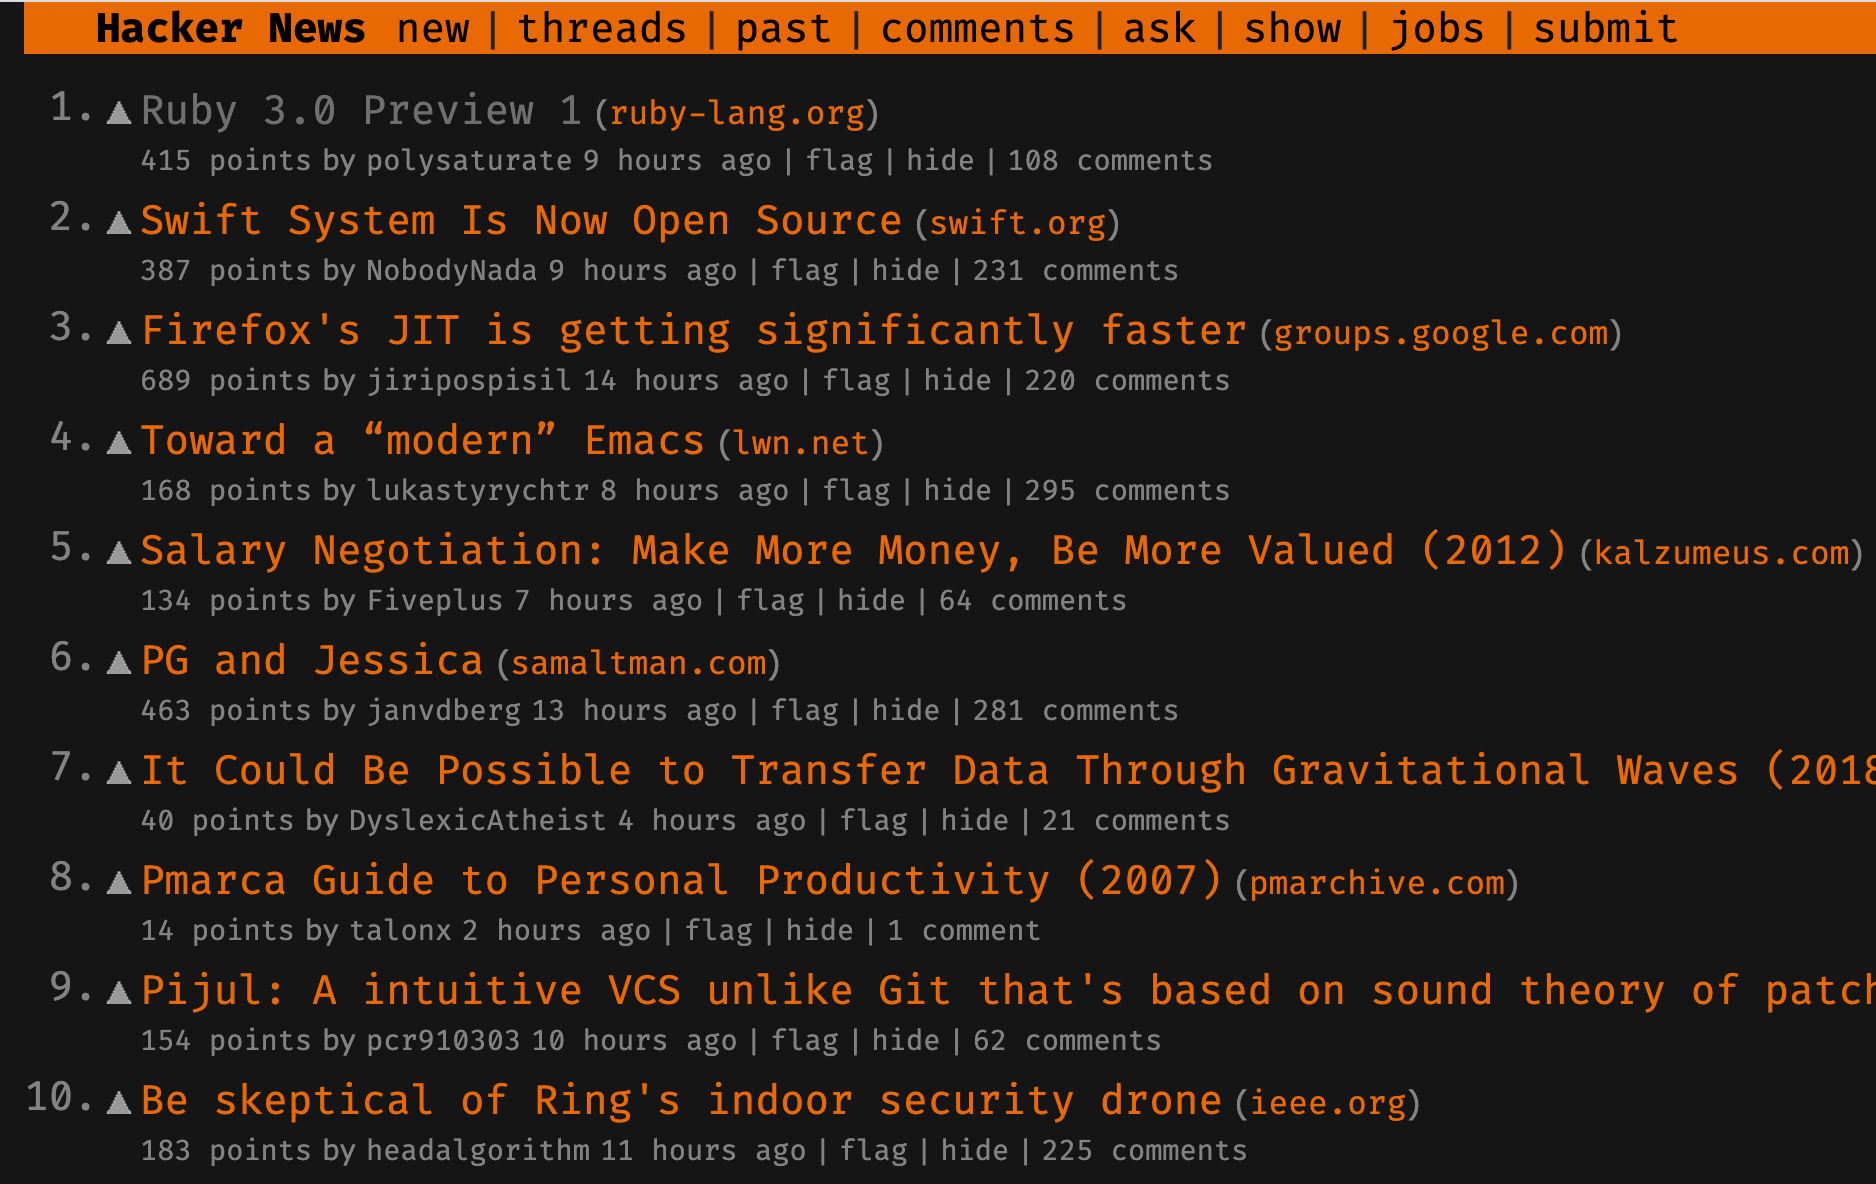 Hacker News new | threads | past | comments | ask | show | jobs | submit
1. Ruby 3.0 Preview 1 (ruby-lang.org)
415 points by polysaturate 9 hours ago | flag | hide | 108 comments
2. Swift System Is Now Open Source (swift.org)
387 points by NobodyNada 9 hours ago | flag | hide | 231 comments
3. Firefox's JIT is getting significantly faster (groups.google.com)
689 points by jiripospisil 14 hours ago | flag | hide | 220 comments
4. Toward a “modern” Emacs (lwn.net)
168 points by lukastyrychtr 8 hours ago | flag | hide | 295 comments
5. Salary Negotiation: Make More Money, Be More Valued (2012) (kalzumeus.com)
134 points by Fiveplus 7 hours ago | flag | hide | 64 comments
6. PG and Jessica (samaltman.com)
463 points by janvdberg 13 hours ago | flag | hide | 281 comments
7. It Could Be Possible to Transfer Data Through Gravitational Waves (2018
40 points by DyslexicAtheist 4 hours ago | flag | hide | 21 comments
8. Pmarca Guide to Personal Productivity (2007) (pmarchive.com)
14 points by talonx 2 hours ago | flag | hide | 1 comment
9. Pijul: A intuitive VCS unlike Git that's based on sound theory of patch
154 points by pcr910303 10 hours ago | flag | hide | 62 comments
10. Be skeptical of Ring's indoor security drone (ieee.org)
183 points by headalgorithm 11 hours ago | flag | hide | 225 comments